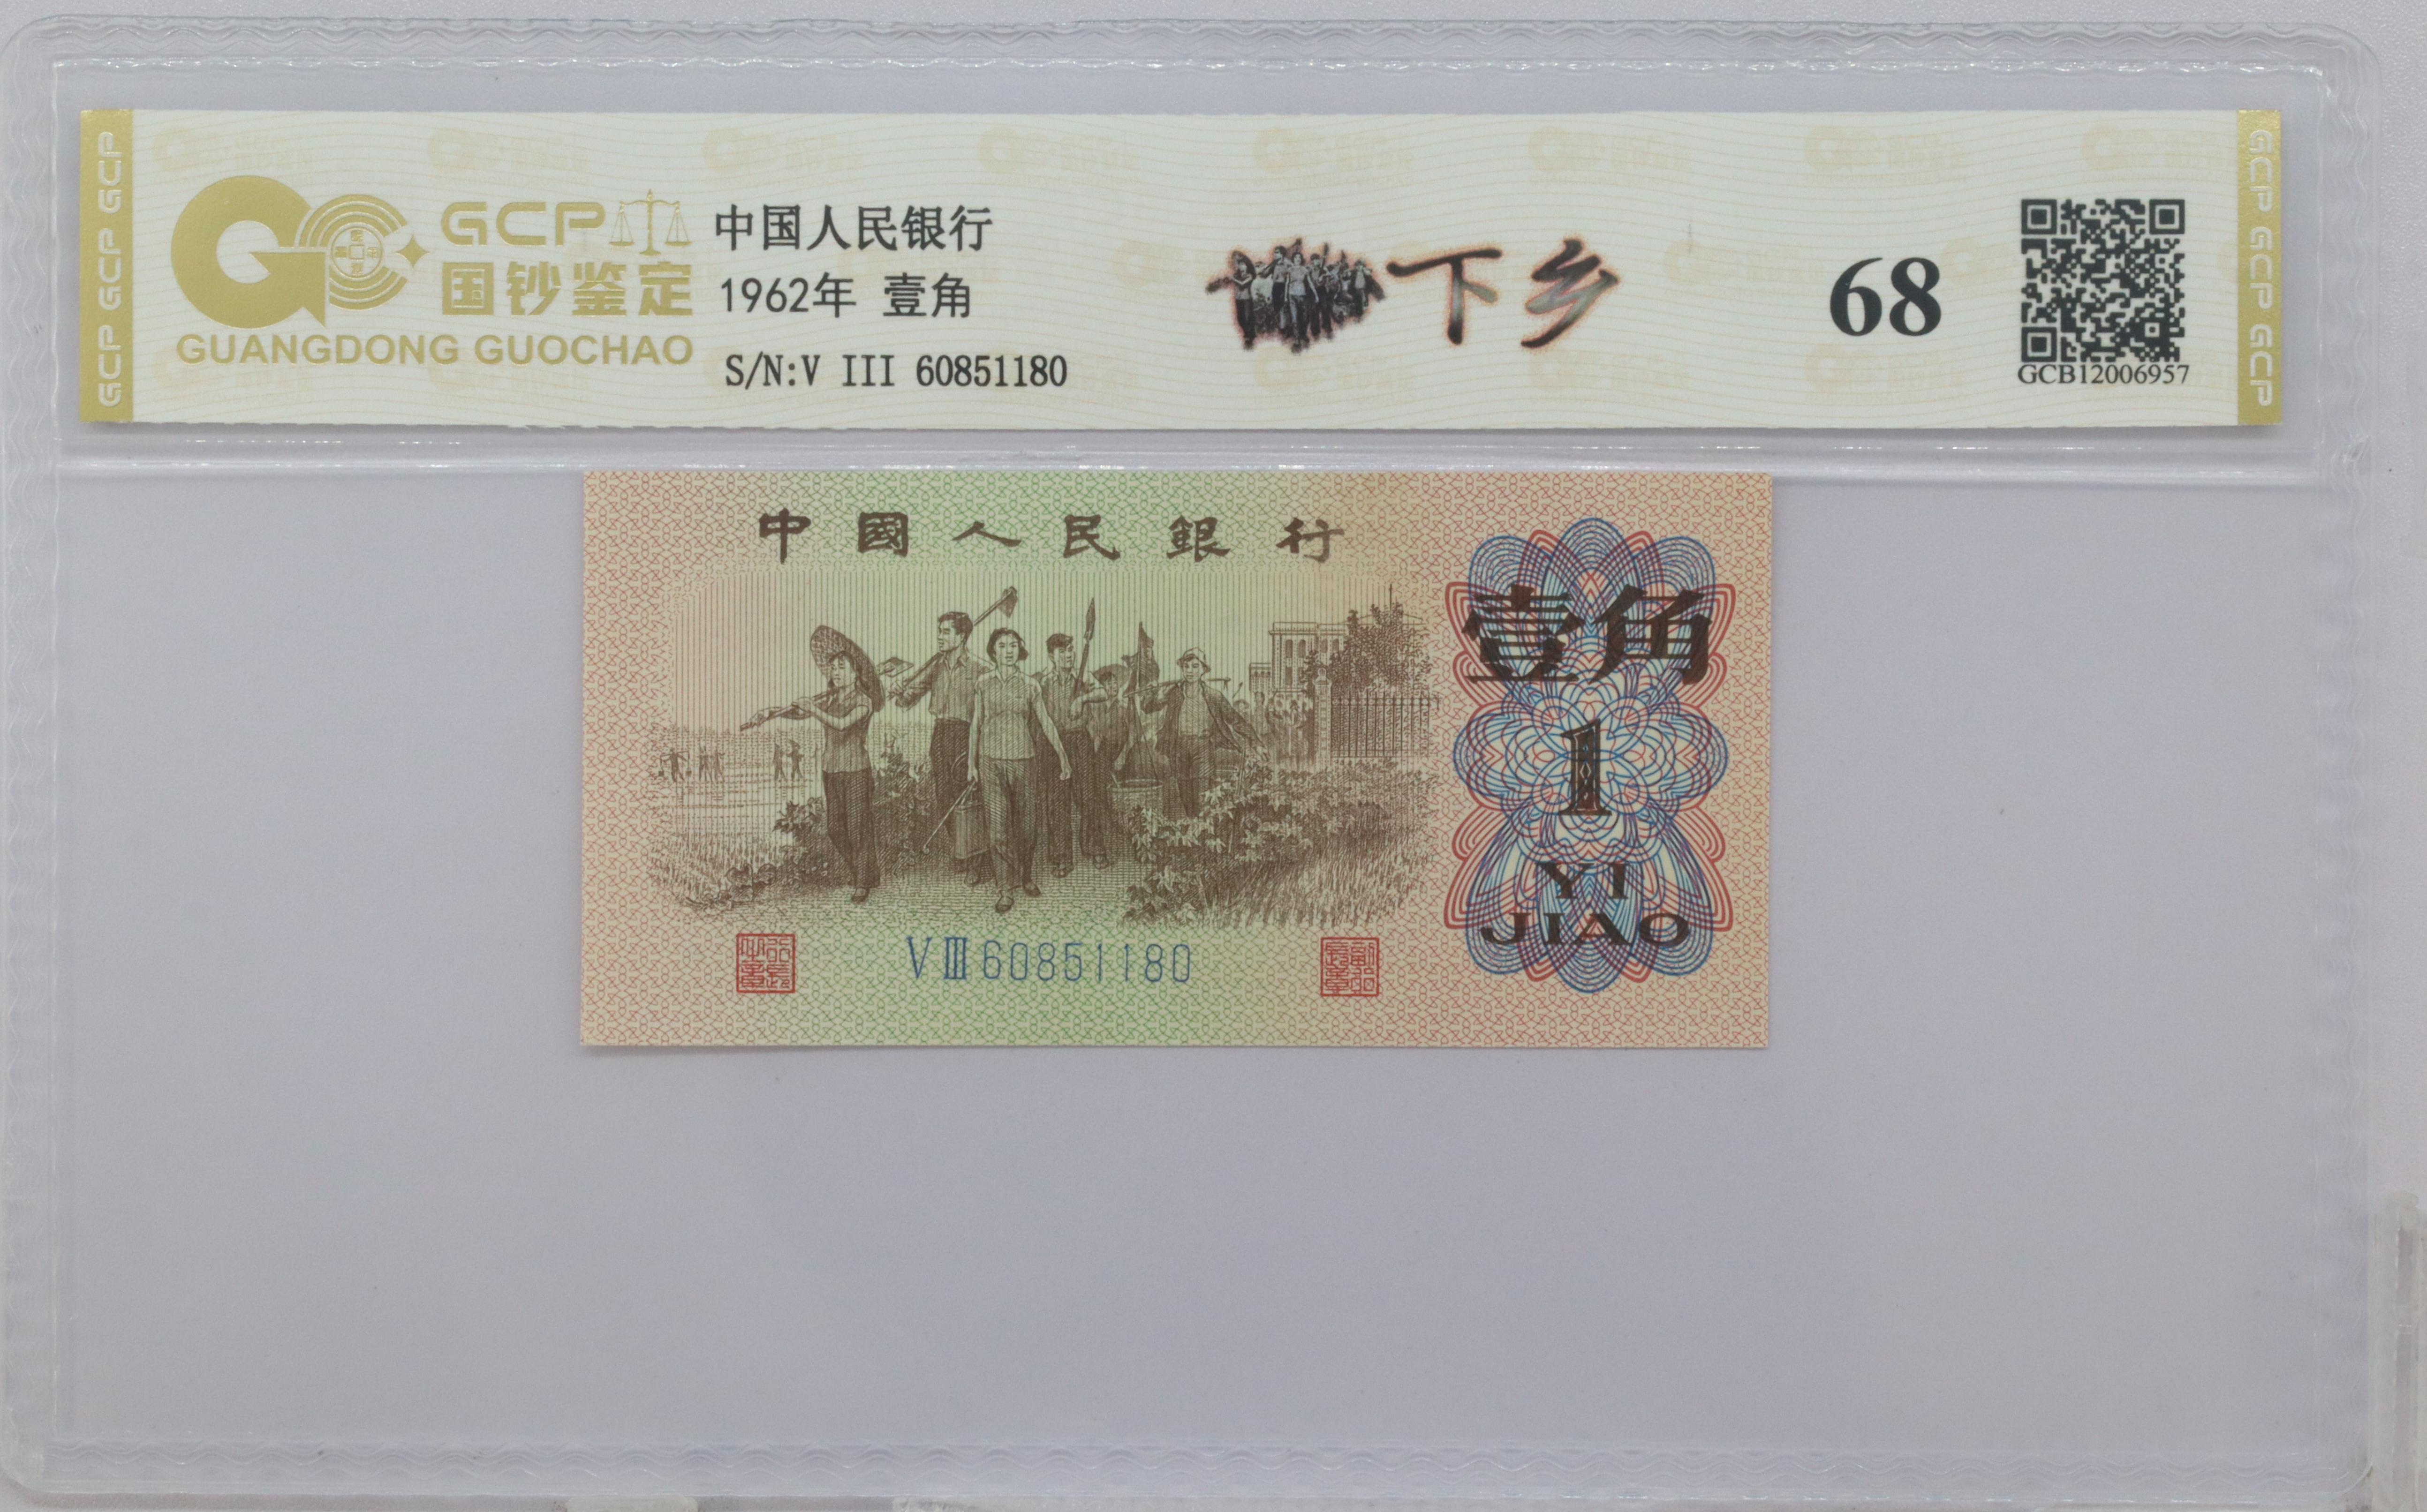 GCP GCP GCP
GCP
国钞鉴定
GUANGDONG GUOCHAO
中国人民银行
1962年 壹角
S/N:V III 60851180
下乡
68
GCB12006957
GCP GCP GCP
中國人民銀行
壹角
1
YI
JIAO
VIII60851180